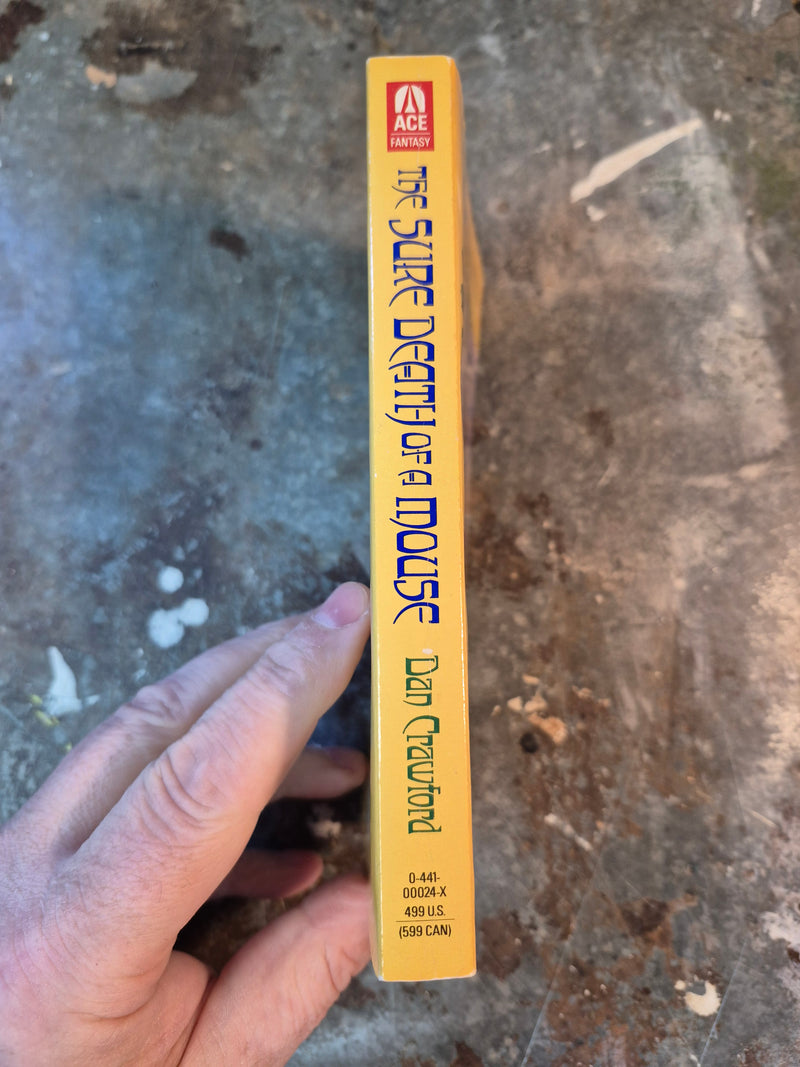 ACE
FANTASY
THE SURE DEATH OF A MOUSE
Dan Crawford
0-441-
00024-X
499 U.S.
(599 CAN)